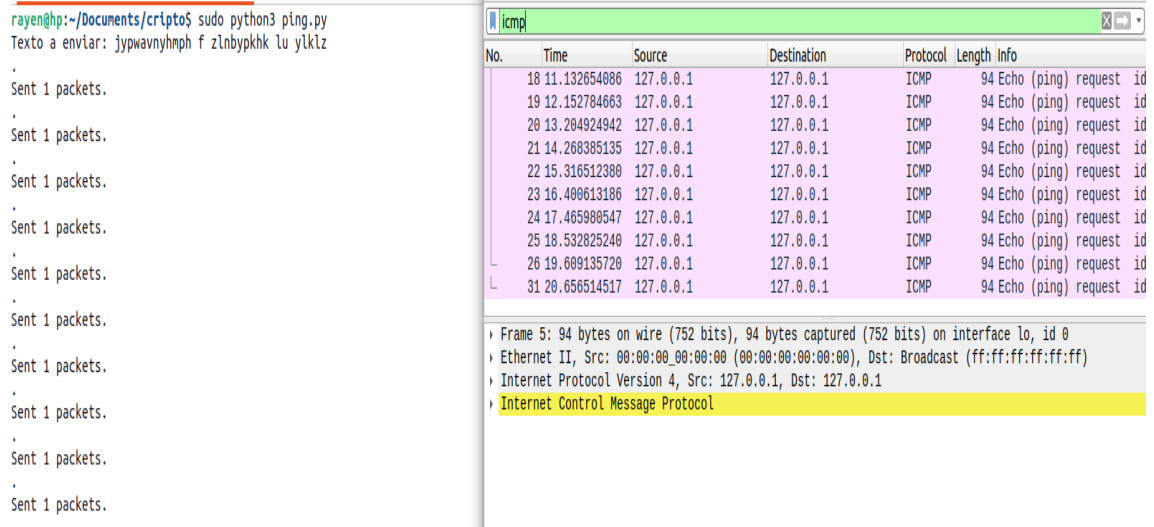 rayen@hp:~/Documents/cripto$ sudo python3 ping.py
Texto a enviar: jypwavnyhmph f zlnbypkhk lu ylklz
.
Sent 1 packets.
.
Sent 1 packets.
.
Sent 1 packets.
.
Sent 1 packets.
.
Sent 1 packets.
.
Sent 1 packets.
.
Sent 1 packets.
.
Sent 1 packets.
.
Sent 1 packets.
.
Sent 1 packets.
icmp
No. Time Source Destination Protocol Length Info
18 11.132654086 127.0.0.1 127.0.0.1 ICMP 94 Echo (ping) request id
19 12.152784663 127.0.0.1 127.0.0.1 ICMP 94 Echo (ping) request id
20 13.204924942 127.0.0.1 127.0.0.1 ICMP 94 Echo (ping) request id
21 14.268385135 127.0.0.1 127.0.0.1 ICMP 94 Echo (ping) request id
22 15.316512380 127.0.0.1 127.0.0.1 ICMP 94 Echo (ping) request id
23 16.400613186 127.0.0.1 127.0.0.1 ICMP 94 Echo (ping) request id
24 17.465980547 127.0.0.1 127.0.0.1 ICMP 94 Echo (ping) request id
25 18.532825240 127.0.0.1 127.0.0.1 ICMP 94 Echo (ping) request id
26 19.609135720 127.0.0.1 127.0.0.1 ICMP 94 Echo (ping) request id
31 20.656514517 127.0.0.1 127.0.0.1 ICMP 94 Echo (ping) request id
Frame 5: 94 bytes on wire (752 bits), 94 bytes captured (752 bits) on interface lo, id 0
Ethernet II, Src: 00:00:00_00:00:00 (00:00:00:00:00:00), Dst: Broadcast (ff:ff:ff:ff:ff:ff)
Internet Protocol Version 4, Src: 127.0.0.1, Dst: 127.0.0.1
Internet Control Message Protocol